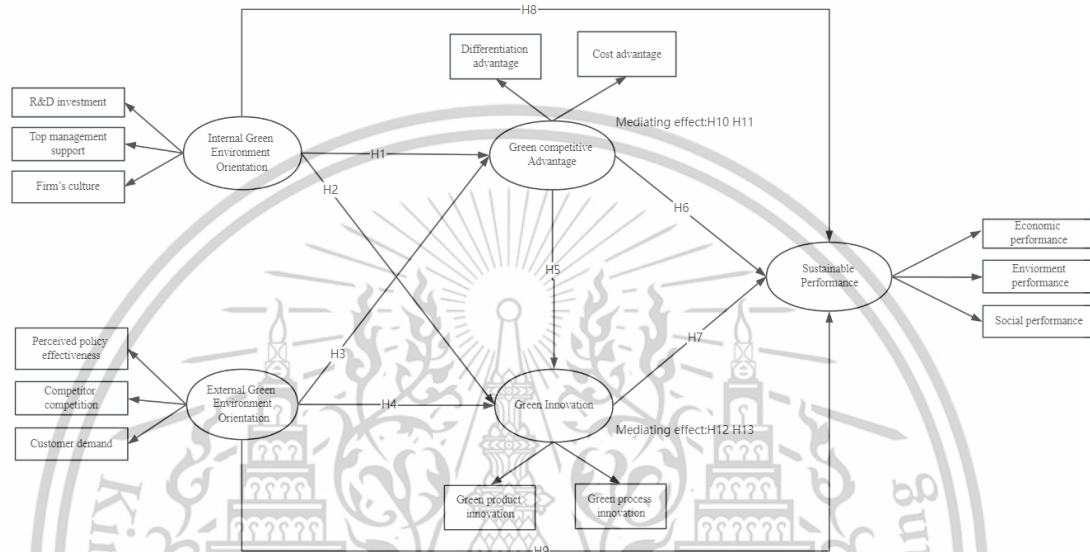 H8
Differentiation
advantage
Cost advantage
R&D investment
Top management
support
Firm's culture
Internal Green
Environment
Orientation
H1
H2
Green competitive
Advantage
Mediating effect:H10 H11
H6
H5
Sustainable
Performance
Economic
performance
Enviorment
performance
Social performance
Perceived policy
effectiveness
Competitor
competition
Customer demand
External Green
Environment
Orientation
H3
H4
H7
Green Innovation
Mediating effect:H12 H13
Green product
innovation
Green process
innovation
H9